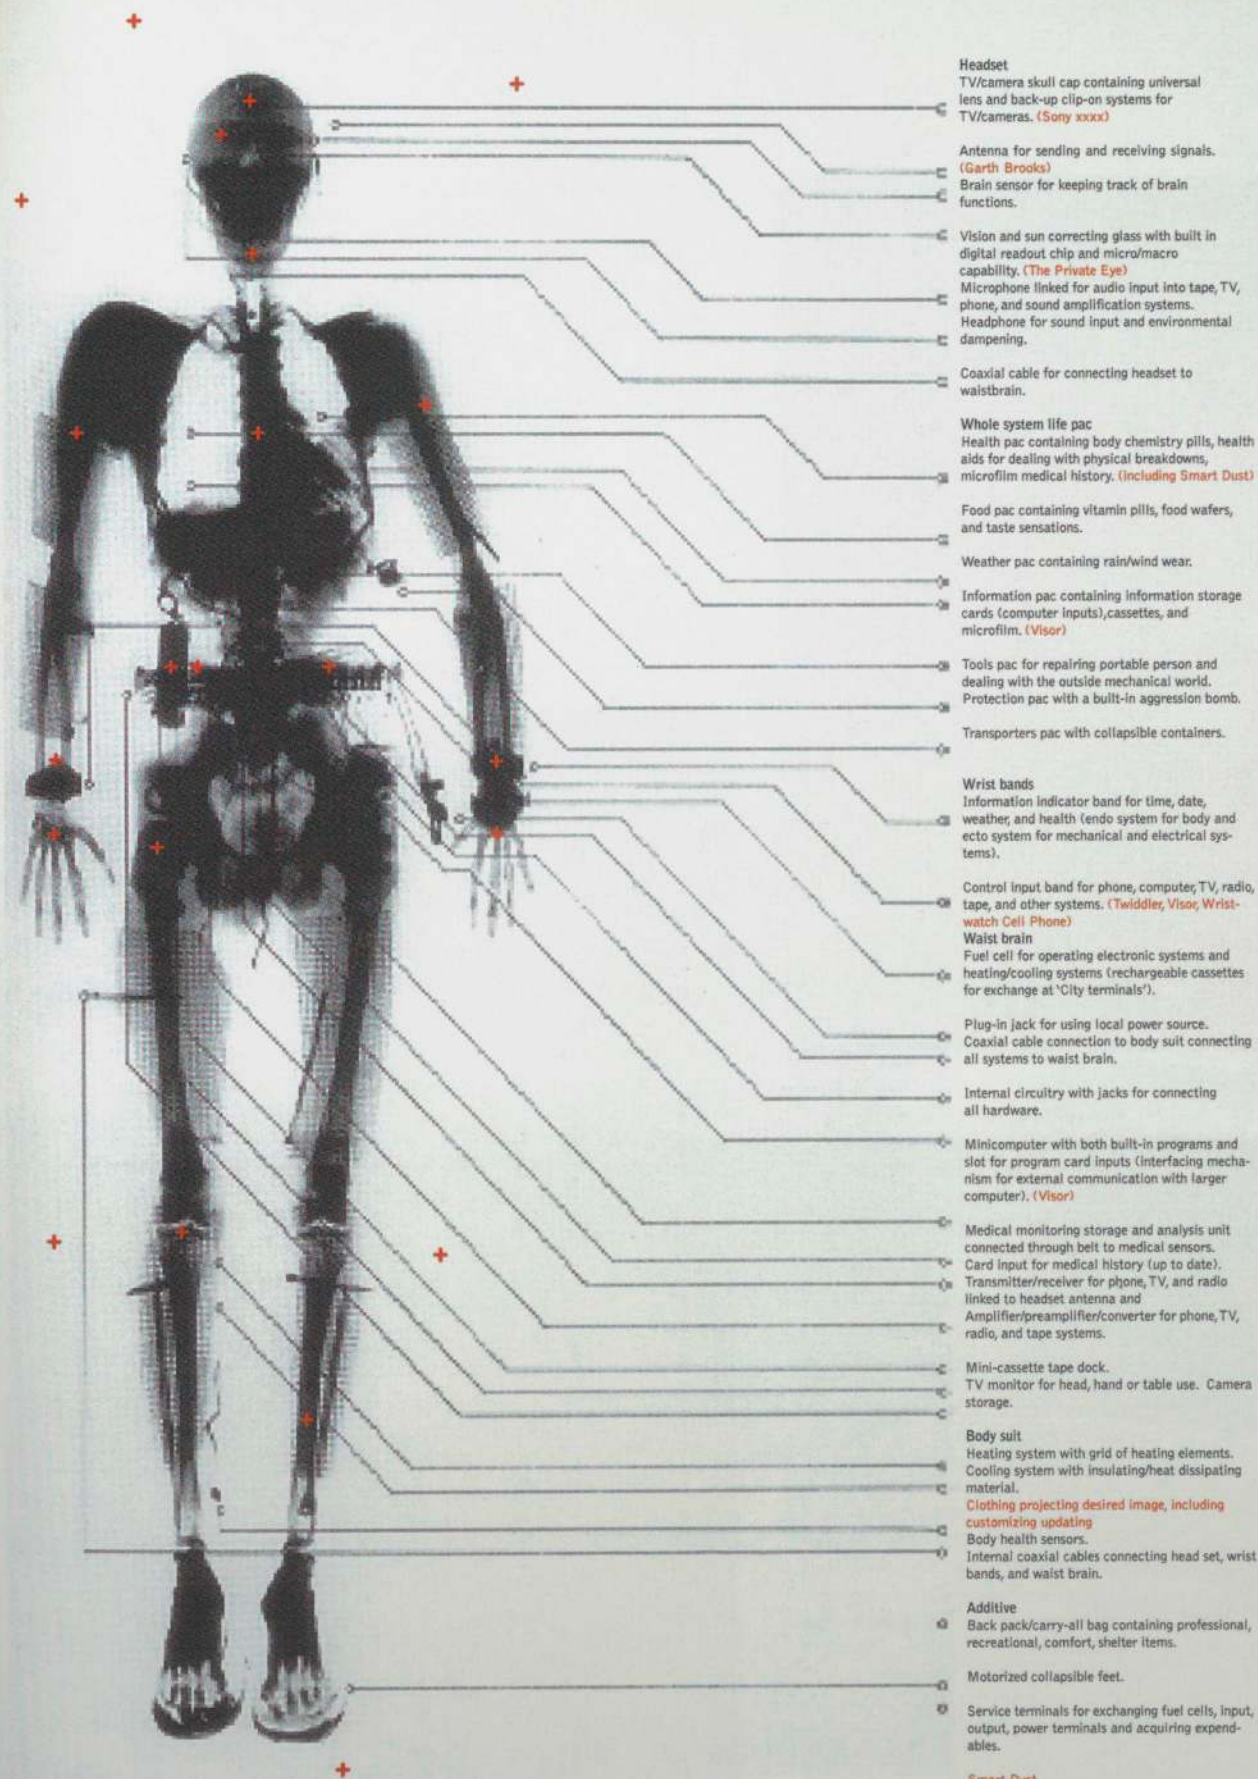 Headset
TV/camera skull cap containing universal
lens and back-up clip-on systems for
TV/cameras. (Sony xxxx)
Antenna for sending and receiving signals.
(Garth Brooks)
Brain sensor for keeping track of brain
functions.
Vision and sun correcting glass with built in
digital readout chip and micro/macro
capability. (The Private Eye)
Microphone linked for audio input into tape, TV,
phone, and sound amplification systems.
Headphone for sound input and environmental
dampening.
Coaxial cable for connecting headset to
waistbrain.
Whole system life pac
Health pac containing body chemistry pills, health
aids for dealing with physical breakdowns,
microfilm medical history. (including Smart Dust)
Food pac containing vitamin pills, food wafers,
and taste sensations.
Weather pac containing rain/wind wear.
Information pac containing information storage
cards (computer inputs),cassettes, and
microfilm. (Visor)
Tools pac for repairing portable person and
dealing with the outside mechanical world.
Protection pac with a built-in aggression bomb.
Transporters pac with collapsible containers.
Wrist bands
Information indicator band for time, date,
weather, and health (endo system for body and
ecto system for mechanical and electrical sys-
tems).
Control input band for phone, computer, TV, radio,
tape, and other systems. (Twiddler, Visor, Wrist-
watch Cell Phone)
Waist brain
Fuel cell for operating electronic systems and
heating/cooling systems (rechargeable cassettes
for exchange at 'City terminals').
Plug-in jack for using local power source.
Coaxial cable connection to body suit connecting
all systems to waist brain.
Internal circuitry with jacks for connecting
all hardware.
Minicomputer with both built-in programs and
slot for program card inputs (interfacing mecha-
nism for external communication with larger
computer). (Visor)
Medical monitoring storage and analysis unit
connected through belt to medical sensors.
Card input for medical history (up to date).
Transmitter/receiver for phone, TV, and radio
linked to headset antenna and
Amplifier/preamplifier/converter for phone, TV,
radio, and tape systems.
Mini-cassette tape dock.
TV monitor for head, hand or table use. Camera
storage.
Body suit
Heating system with grid of heating elements.
Cooling system with insulating/heat dissipating
material.
Clothing projecting desired image, including
customizing updating
Body health sensors.
Internal coaxial cables connecting head set, wrist
bands, and waist brain.
Additive
Back pack/carry-all bag containing professional,
recreational, comfort, shelter items.
Motorized collapsible feet.
Service terminals for exchanging fuel cells, input,
output, power terminals and acquiring expend-
ables.
Smart Dust